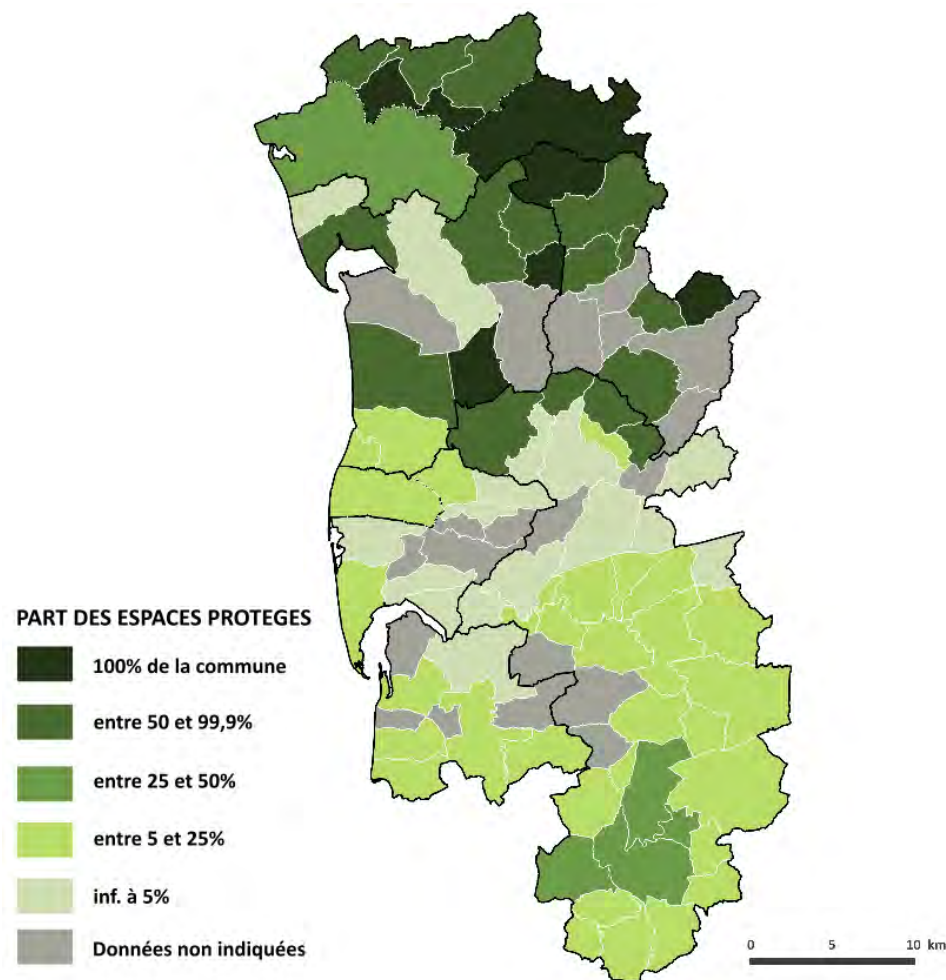 PART DES ESPACES PROTEGES
100% de la commune
entre 50 et 99,9%
entre 25 et 50%
entre 5 et 25%
inf. à 5%
Données non indiquées
0 5 10 km